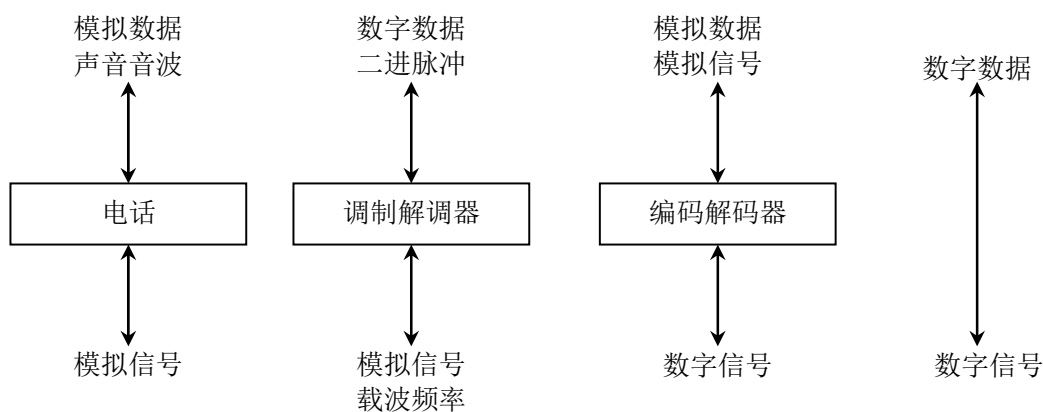 模拟数据
声音音波
数字数据
二进脉冲
模拟数据
模拟信号
数字数据
电话
调制解调器
编码解码器
模拟信号
模拟信号
载波频率
数字信号
数字信号